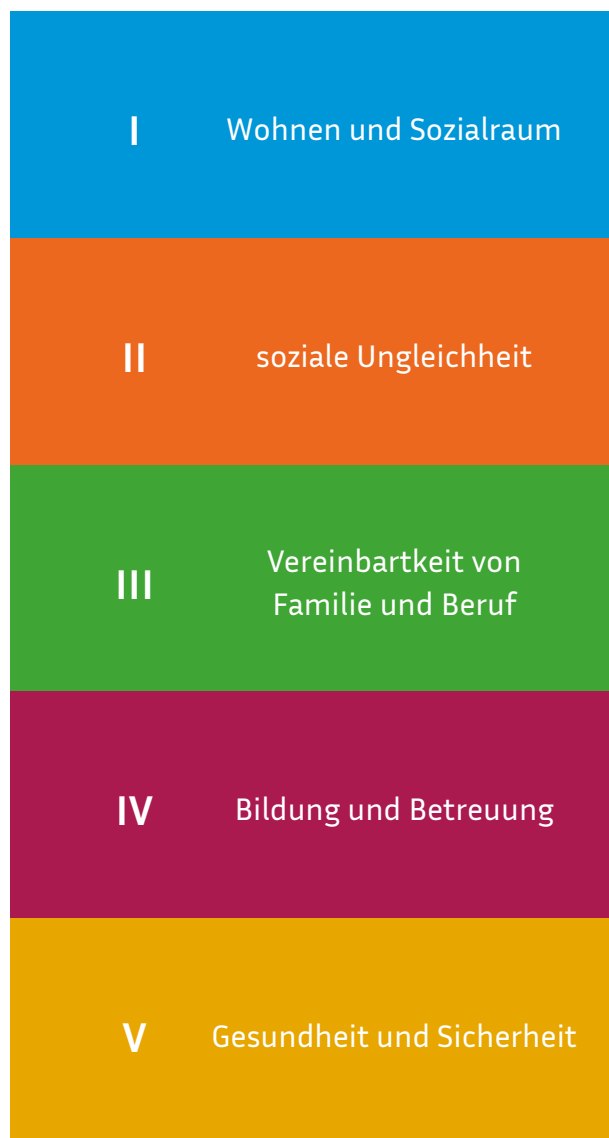 I Wohnen und Sozialraum
II soziale Ungleichheit
III Vereinbartkeit von
Familie und Beruf
IV Bildung und Betreuung
V Gesundheit und Sicherheit